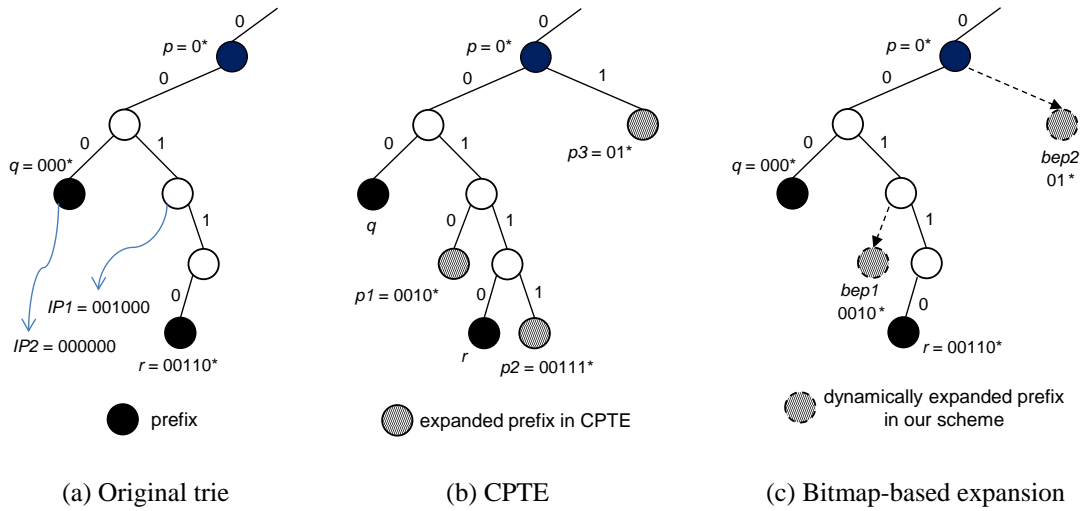 0
p = 0*
0
0
1
q = 000*
1
IP1 = 001000
0
IP2 = 000000
r = 00110*
prefix
(a) Original trie
0
p = 0*
0
1
0
1
p3 = 01*
q
0
1
p1 = 0010*
0
1
r
p2 = 00111*
expanded prefix in CPTE
(b) CPTE
0
p = 0*
0
0
1
bep2
01*
q = 000*
1
bep1
0010*
0
r = 00110*
dynamically expanded prefix
in our scheme
(c) Bitmap-based expansion